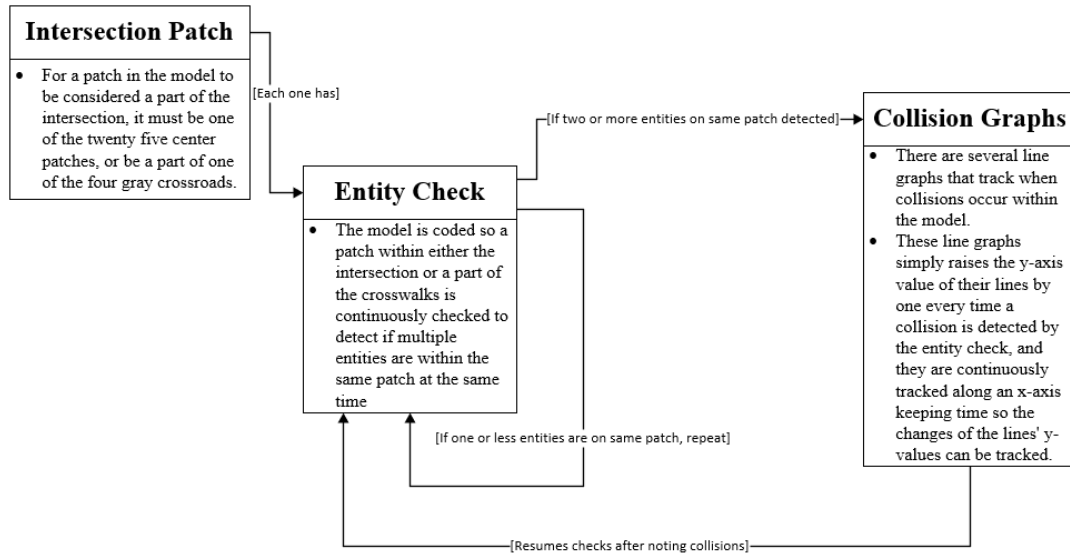 Intersection Patch
• For a patch in the model to
be considered a part of the
intersection, it must be one
of the twenty five center
patches, or be a part of one
of the four gray crossroads.
[Each one has]
Entity Check
• The model is coded so a
patch within either the
intersection or a part of
the crosswalks is
continuously checked to
detect if multiple
entities are within the
same patch at the same
time
[If two or more entities on same patch detected]
[If one or less entities are on same patch, repeat]
Collision Graphs
• There are several line
graphs that track when
collisions occur within
the model.
• These line graphs
simply raises the y-axis
value of their lines by
one every time a
collision is detected by
the entity check, and
they are continuously
tracked along an x-axis
keeping time so the
changes of the lines' y-
values can be tracked.
[Resumes checks after noting collisions]